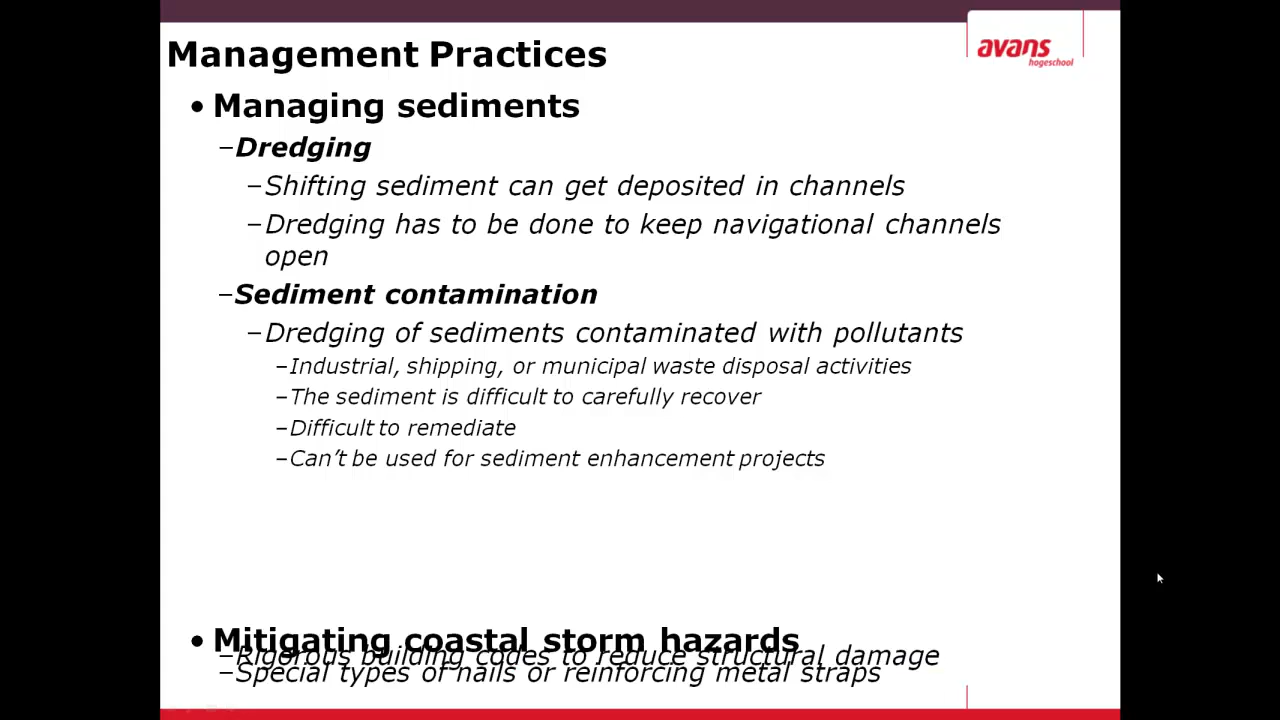 Management Practices
avans
hogeschool
• Managing sediments
–Dredging
–Shifting sediment can get deposited in channels
–Dredging has to be done to keep navigational channels
open
–Sediment contamination
–Dredging of sediments contaminated with pollutants
–Industrial, shipping, or municipal waste disposal activities
–The sediment is difficult to carefully recover
–Difficult to remediate
–Can’t be used for sediment enhancement projects
• Mitigating coastal storm hazards
–Rigorous building codes to reduce structural damage
–Special types of nails or reinforcing metal straps